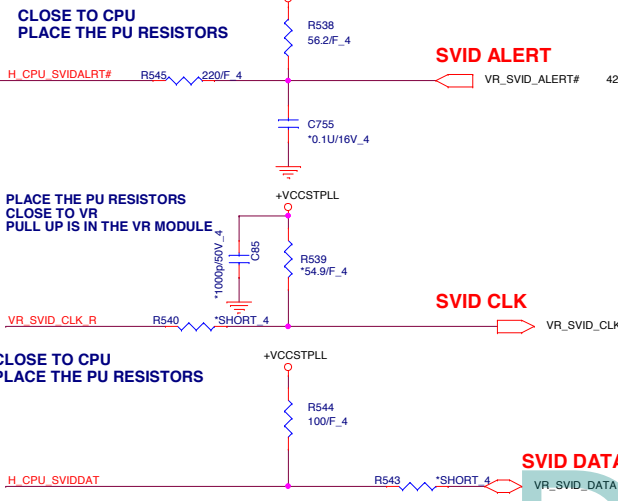 CLOSE TO CPU
PLACE THE PU RESISTORS
R538
56.2/F_4
SVID ALERT
H_CPU_SVIDALRT#
R545
220/F_4
VR_SVID_ALERT#
42
C755
*0.1U/16V_4
PLACE THE PU RESISTORS
CLOSE TO VR
PULL UP IS IN THE VR MODULE
+VCCSTPLL
*1000p/50V_4
C85
R539
*54.9/F_4
SVID CLK
VR_SVID_CLK_R
R540
*SHORT_4
VR_SVID_CLK
CLOSE TO CPU
PLACE THE PU RESISTORS
+VCCSTPLL
R544
100/F_4
SVID DATA
H_CPU_SVIDDAT
R543
*SHORT_4
VR_SVID_DATA